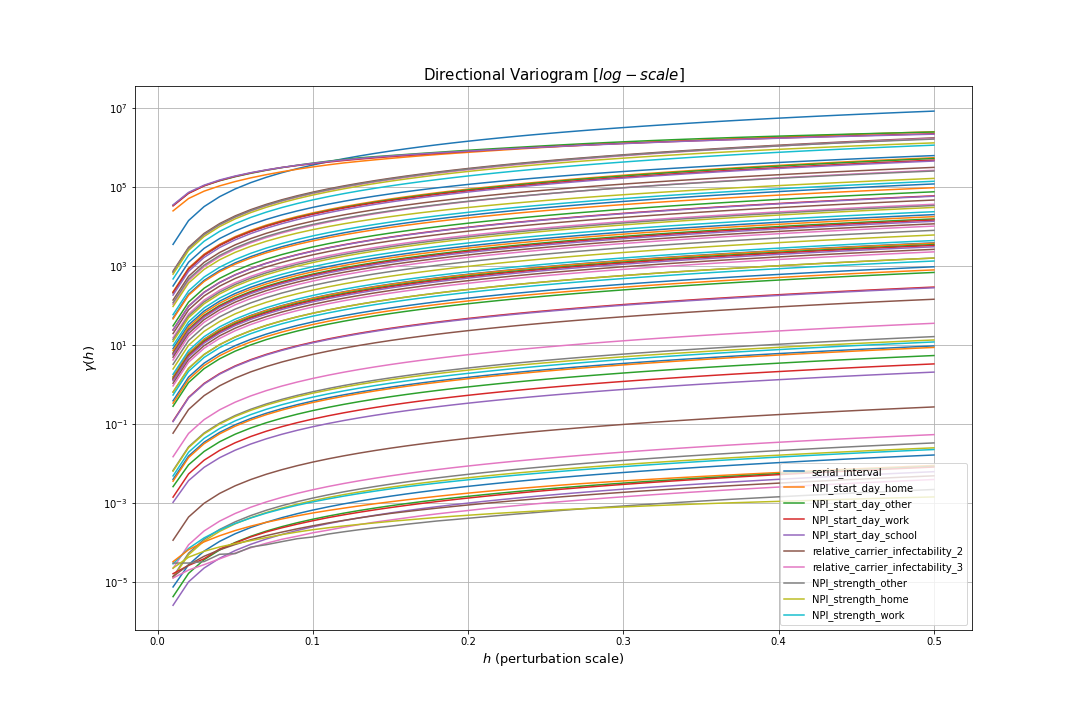 Directional Variogram [log − scale]
γ(h)
10⁷
10⁵
10³
10¹
10⁻¹
10⁻³
10⁻⁵
serial_interval
NPI_start_day_home
NPI_start_day_other
NPI_start_day_work
NPI_start_day_school
relative_carrier_infectability_2
relative_carrier_infectability_3
NPI_strength_other
NPI_strength_home
NPI_strength_work
0.0 0.1 0.2 0.3 0.4 0.5
h (perturbation scale)